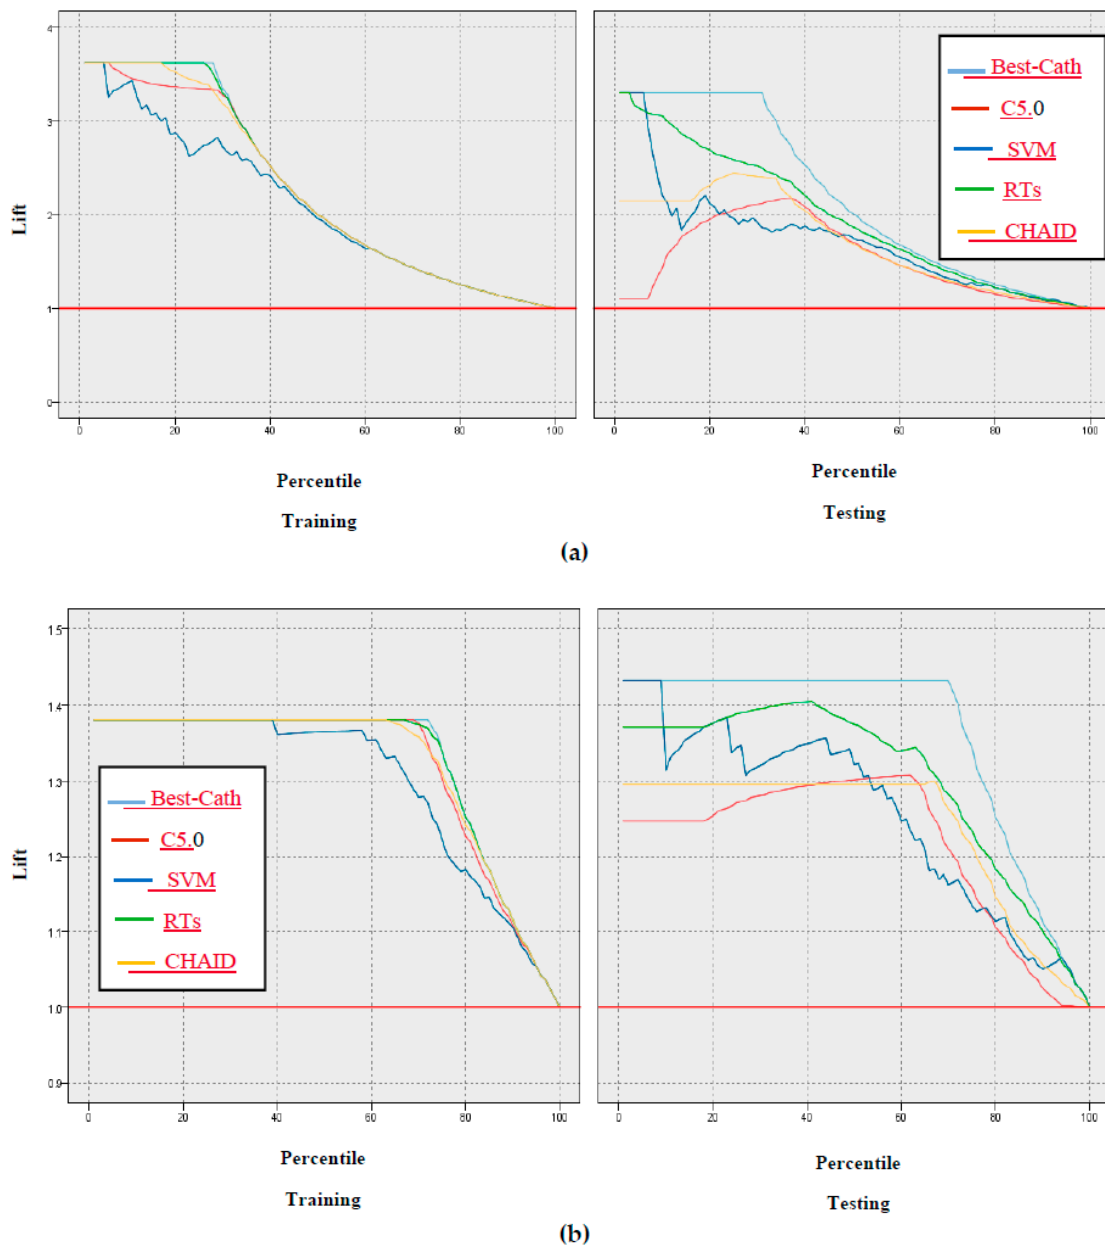 4
3
2
1
0
Lift
0 20 40 60 80 100
Percentile
Training
0 20 40 60 80 100
Percentile
Testing
Best-Cath
C5.0
SVM
RTs
CHAID
(a)
1.5
1.4
1.3
1.2
1.1
1.0
0.9
Lift
Best-Cath
C5.0
SVM
RTs
CHAID
0 20 40 60 80 100
Percentile
Training
0 20 40 60 80 100
Percentile
Testing
(b)